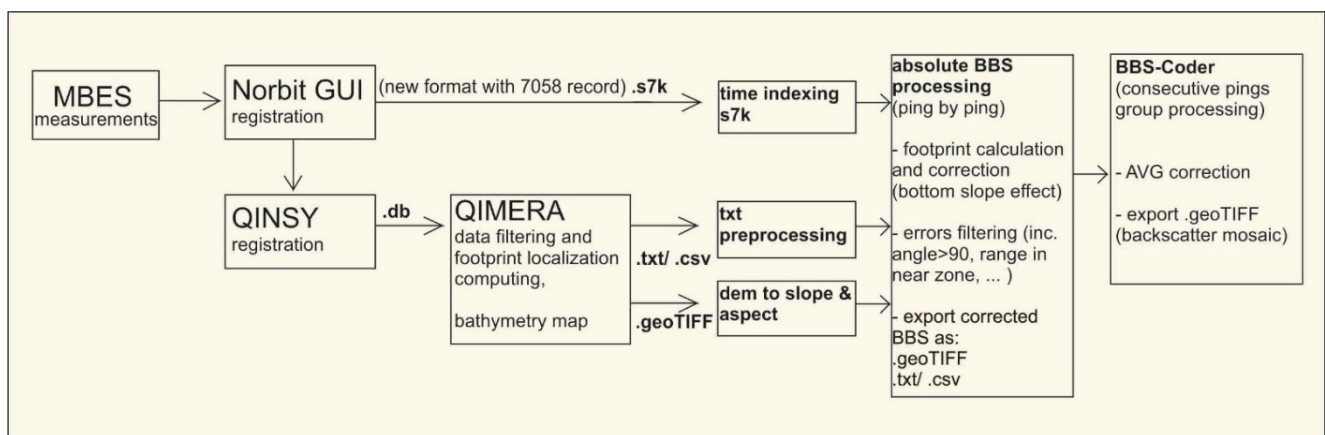 MBES
measurements
Norbit GUI
registration
(new format with 7058 record) .s7k
time indexing
s7k
QINSY
registration
.db
QIMERA
data filtering and
footprint localization
computing,
bathymetry map
.txt/ .csv
.geoTIFF
txt
preprocessing
dem to slope &
aspect
absolute BBS
processing
(ping by ping)
- footprint calculation
and correction
(bottom slope effect)
- errors filtering (inc.
angle>90, range in
near zone, ... )
- export corrected
BBS as:
.geoTIFF
.txt/ .csv
BBS-Coder
(consecutive pings
group processing)
- AVG correction
- export .geoTIFF
(backscatter mosaic)